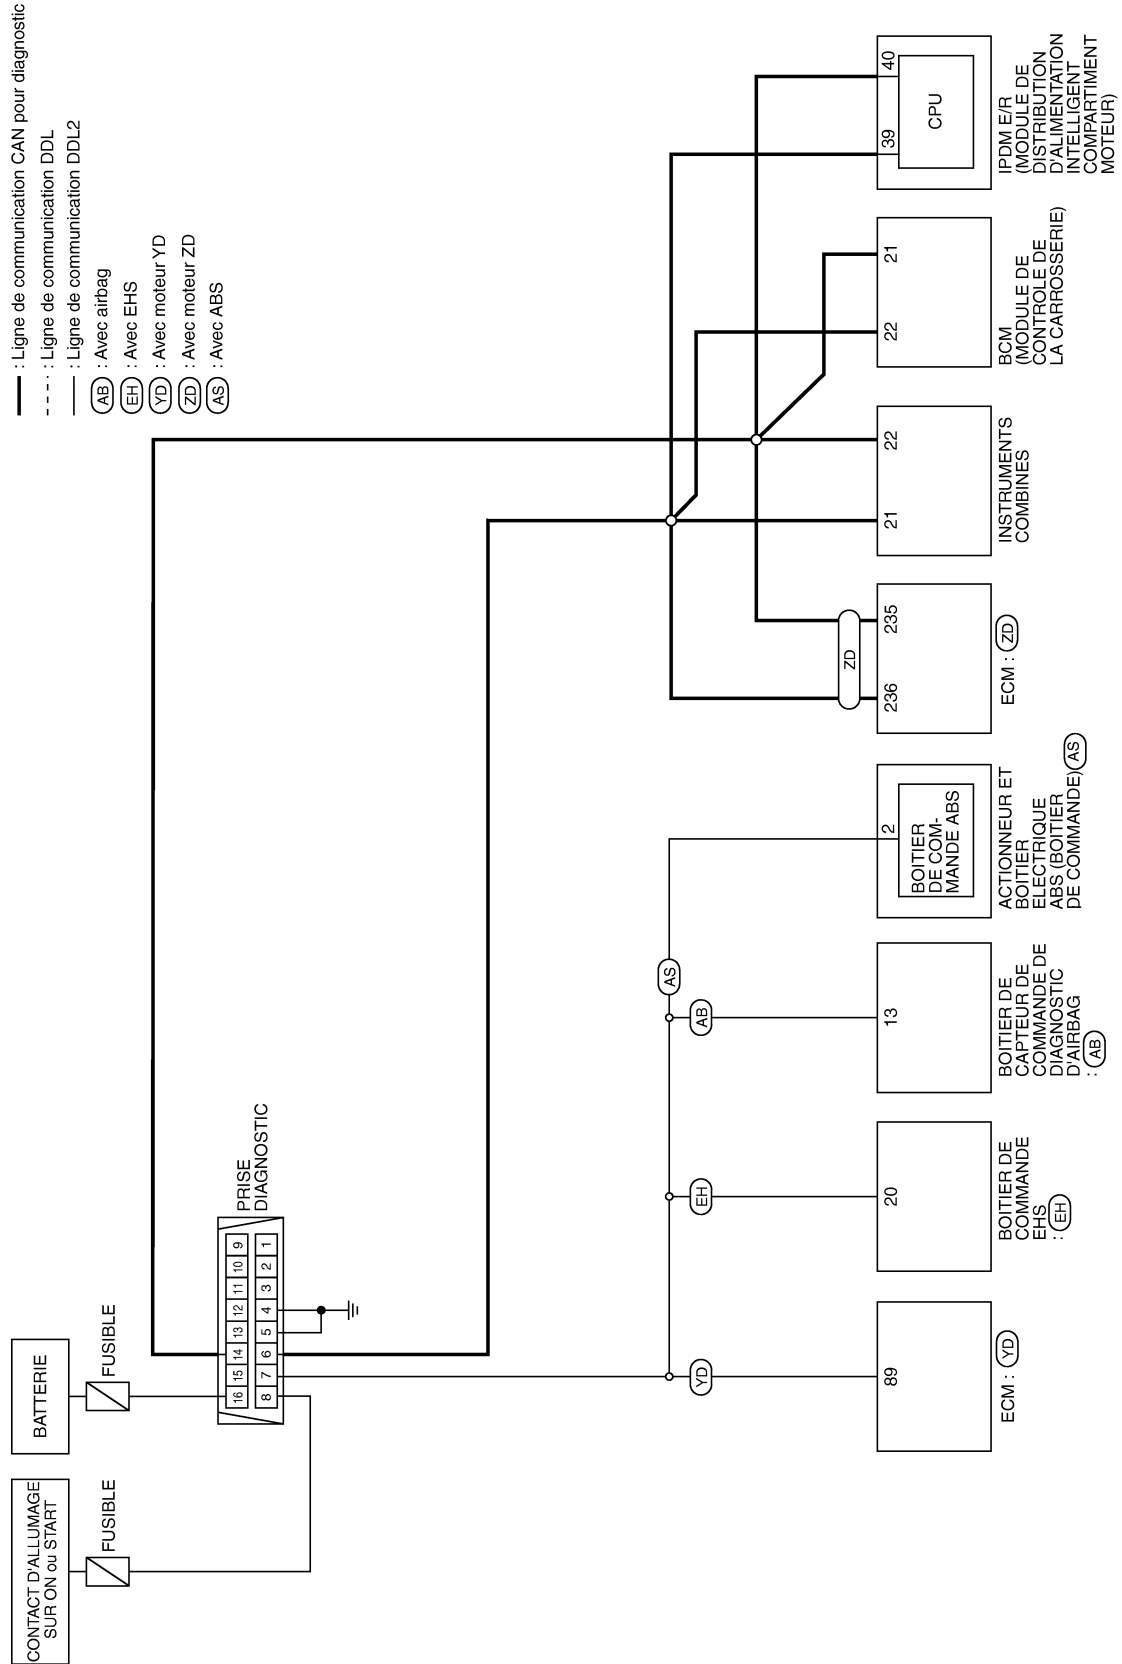 CONTACT D'ALLUMAGE
SUR ON ou START
BATTERIE
FUSIBLE
FUSIBLE
PRISE
DIAGNOSTIC
16 15 14 13 12 11 10 9
8 7 6 5 4 3 2 1
: Ligne de communication CAN pour diagnostic
: Ligne de communication DDL
: Ligne de communication DDL2
AB : Avec airbag
EH : Avec EHS
YD : Avec moteur YD
ZD : Avec moteur ZD
AS : Avec ABS
YD
EH
AB
AS
ZD
89
ECM : YD
20
BOITIER DE
COMMANDE
EHS
: EH
13
BOITIER DE
CAPTEUR DE
COMMANDE DE
DIAGNOSTIC
D'AIRBAG
: AB
2
BOITIER
DE COM-
MANDE ABS
ACTIONNEUR ET
BOITIER
ELECTRIQUE
ABS (BOITIER
DE COMMANDE) AS
236 235
ECM : ZD
21 22
INSTRUMENTS
COMBINES
22 21
BCM
(MODULE DE
CONTROLE DE
LA CARROSSERIE)
39 40
CPU
IPDM E/R
(MODULE DE
DISTRIBUTION
D'ALIMENTATION
INTELLIGENT
COMPARTIMENT
MOTEUR)